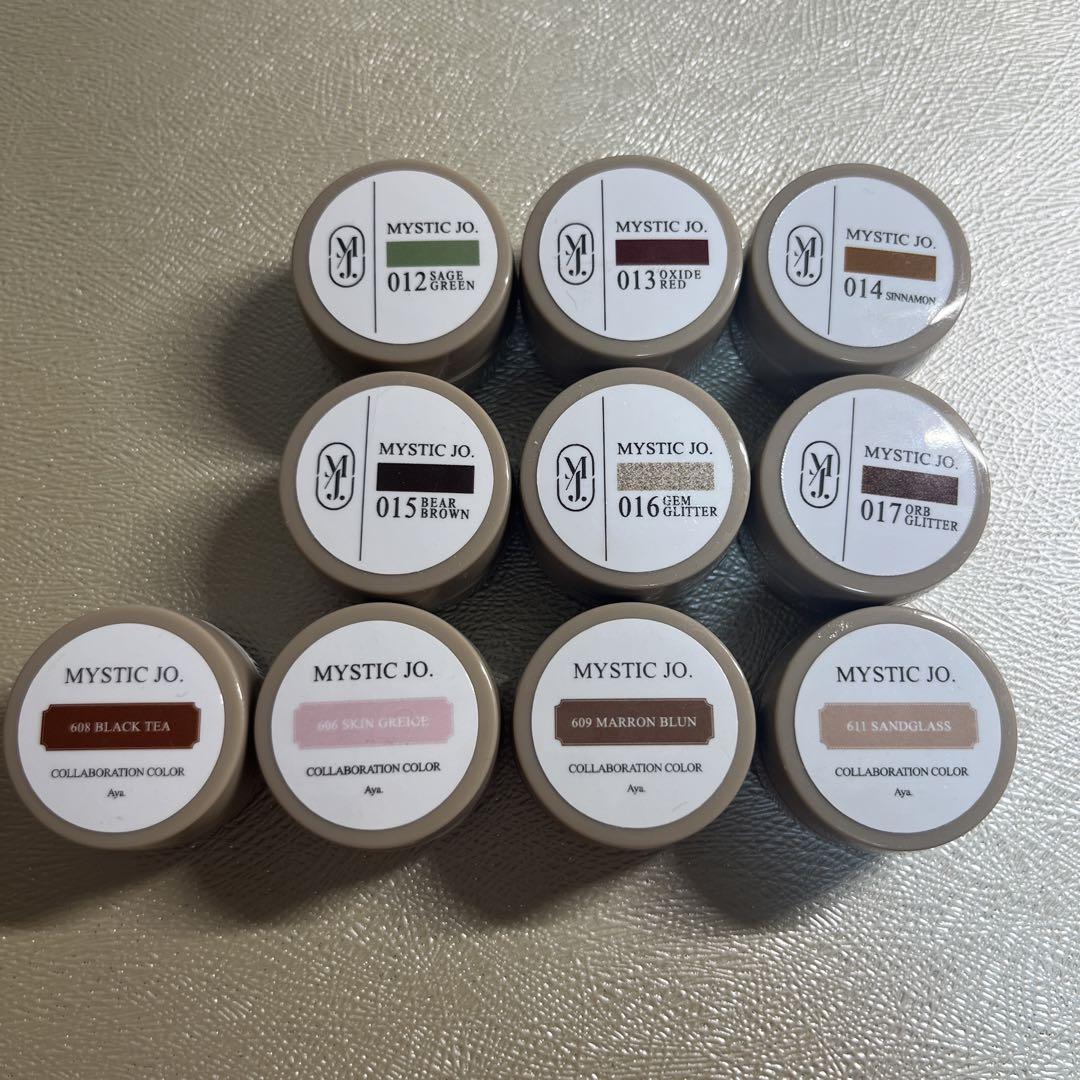 MYSTIC JO.
012 SAGE GREEN
MYSTIC JO.
013 OXIDE RED
MYSTIC JO.
014 SINNAMON
MYSTIC JO.
015 BEAR BROWN
MYSTIC JO.
016 GEM GLITTER
MYSTIC JO.
017 ORB GLITTER
MYSTIC JO.
608 BLACK TEA
COLLABORATION COLOR
Aya.
MYSTIC JO.
606 SKIN GREIGE
COLLABORATION COLOR
Aya.
MYSTIC JO.
609 MARRON BLUN
COLLABORATION COLOR
Aya.
MYSTIC JO.
611 SANDGLASS
COLLABORATION COLOR
Aya.